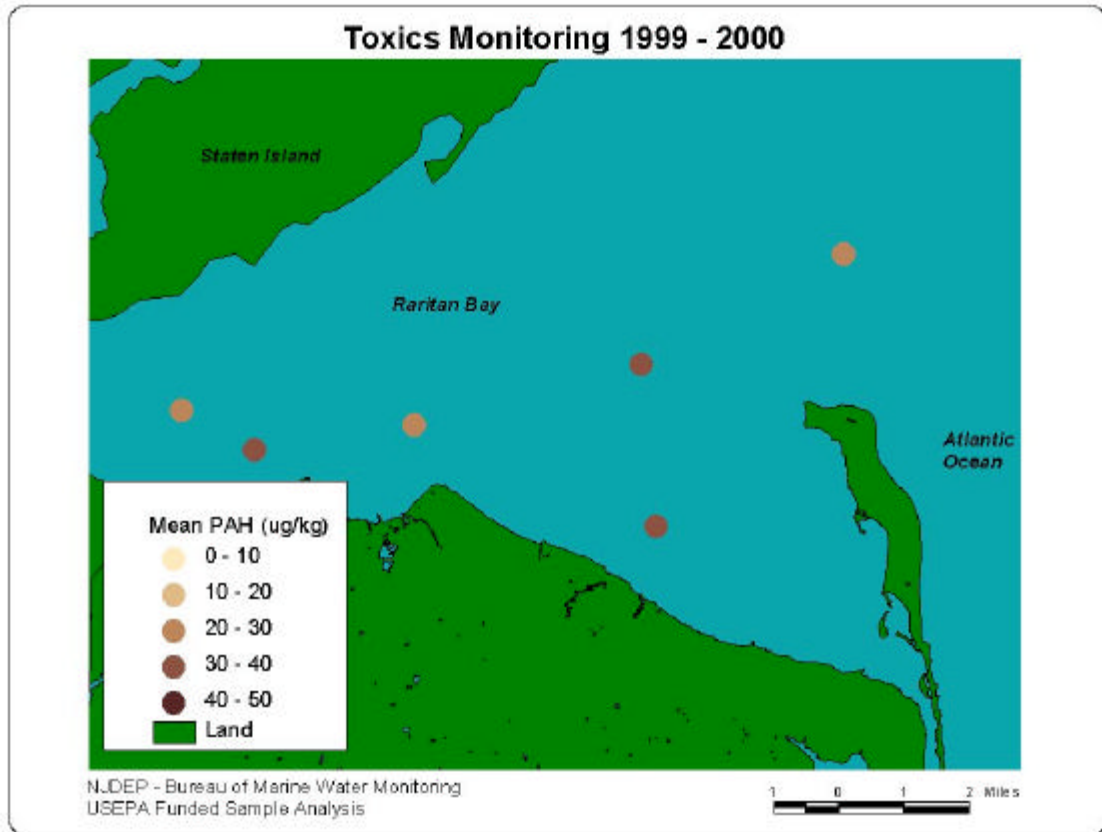 Toxics Monitoring 1999 - 2000
Staten Island
Raritan Bay
Atlantic
Ocean
Mean PAH (ug/kg)
0 - 10
10 - 20
20 - 30
30 - 40
40 - 50
Land
NJDEP - Bureau of Marine Water Monitoring
USEPA Funded Sample Analysis
1 0 1 2 Miles